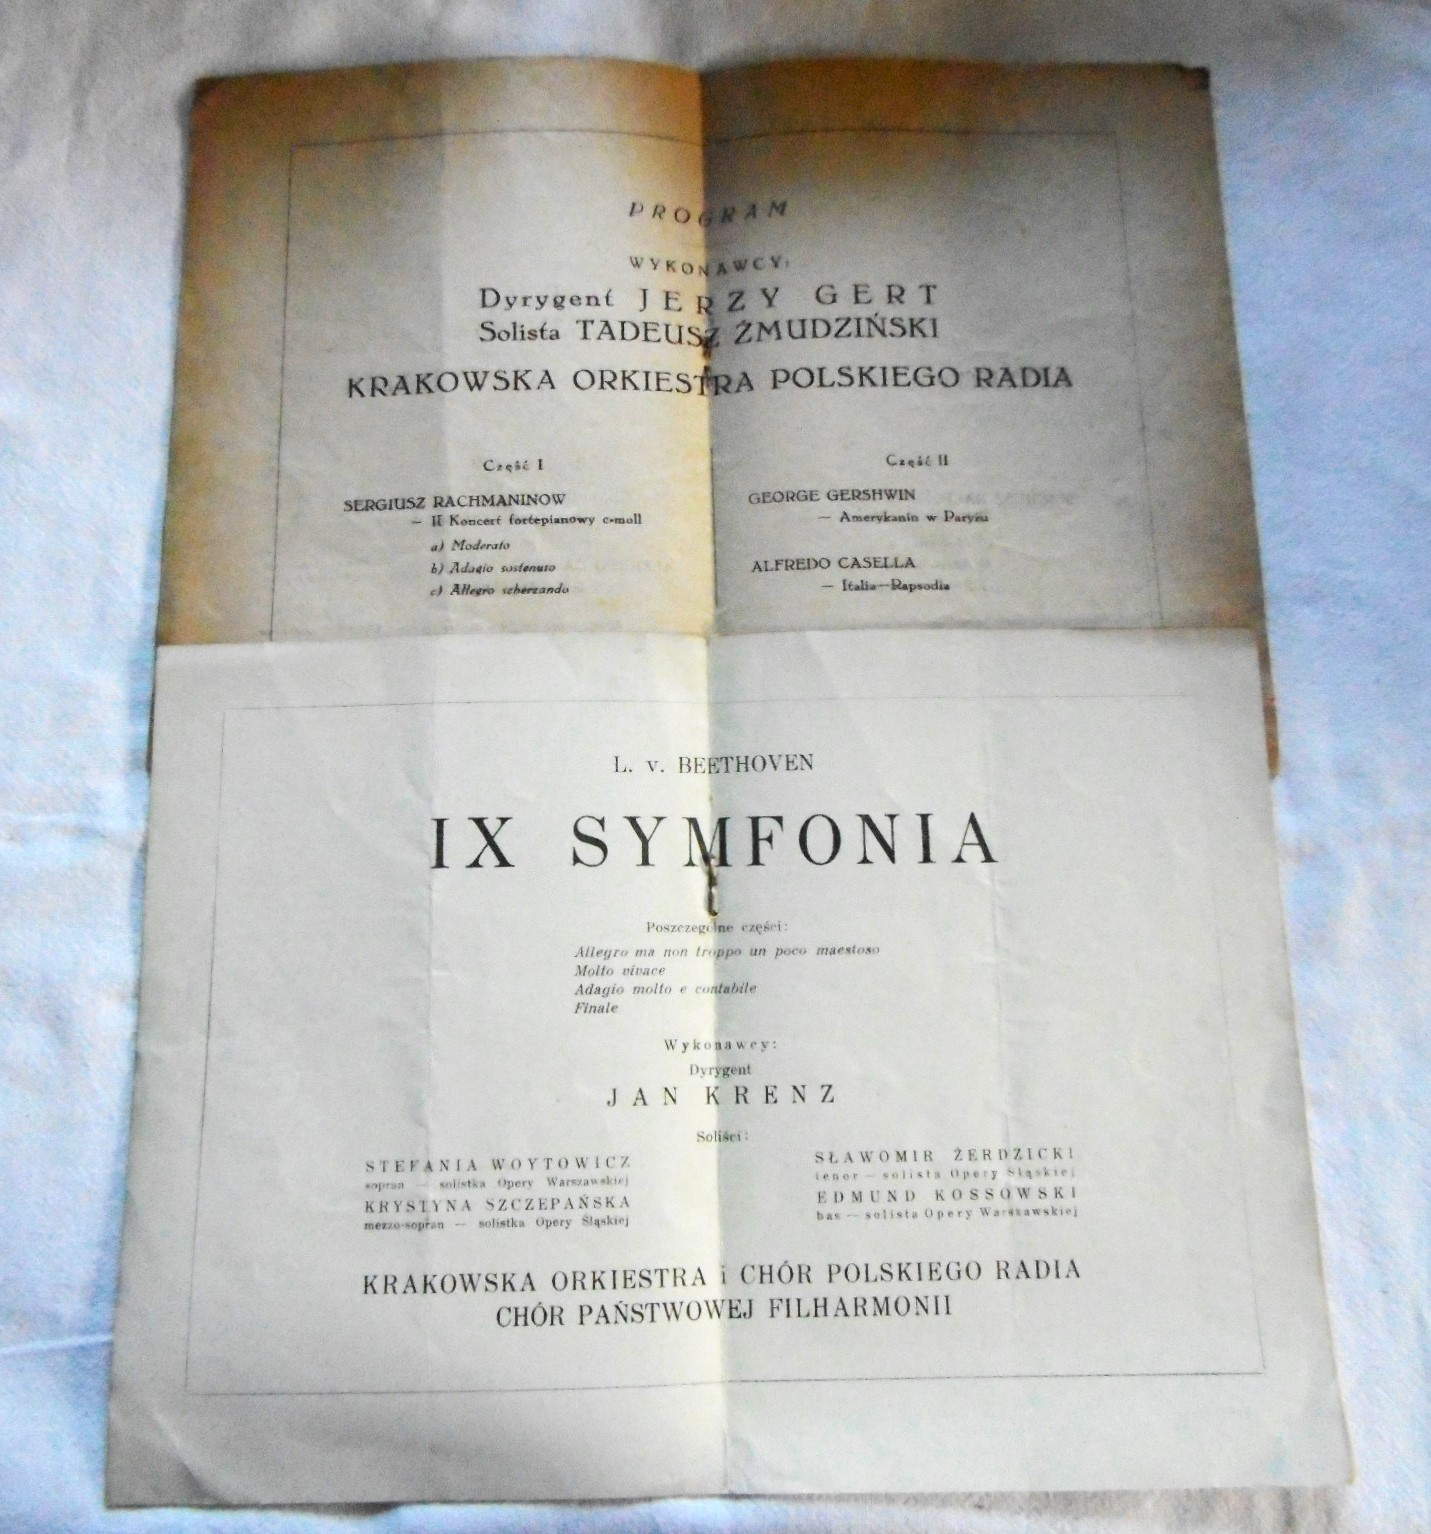 PROGRAM
WYKONAWCY:
Dyrygent JERZY GERT
Solista TADEUSZ ŻMUDZIŃSKI
KRAKOWSKA ORKIESTRA POLSKIEGO RADIA
Część I
SERGIUSZ RACHMANINOW
— II Koncert fortepianowy c-moll
a) Moderato
b) Adagio sostenuto
c) Allegro scherzando
Część II
GEORGE GERSHWIN
— Amerykanin w Paryżu
ALFREDO CASELLA
— Italia—Rapsodia
L. v. BEETHOVEN
IX SYMFONIA
Poszczególne części:
Allegro ma non troppo un poco maestoso
Molto vivace
Adagio molto e contabile
Finale
Wykonawcy:
Dyrygent
JAN KRENZ
Soliści:
STEFANIA WOYTOWICZ
sopran — solistka Opery Warszawskiej
KRYSTYNA SZCZEPAŃSKA
mezzo-sopran — solistka Opery Śląskiej
SŁAWOMIR ŻERDZICKI
tenor — solista Opery Śląskiej
EDMUND KOSSOWSKI
bas — solista Opery Warszawskiej
KRAKOWSKA ORKIESTRA i CHÓR POLSKIEGO RADIA
CHÓR PAŃSTWOWEJ FILHARMONII